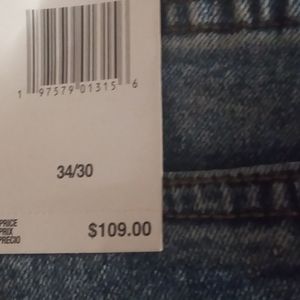 1 97579 01315 6
34/30
PRICE
PRIX
PRECIO
$109.00